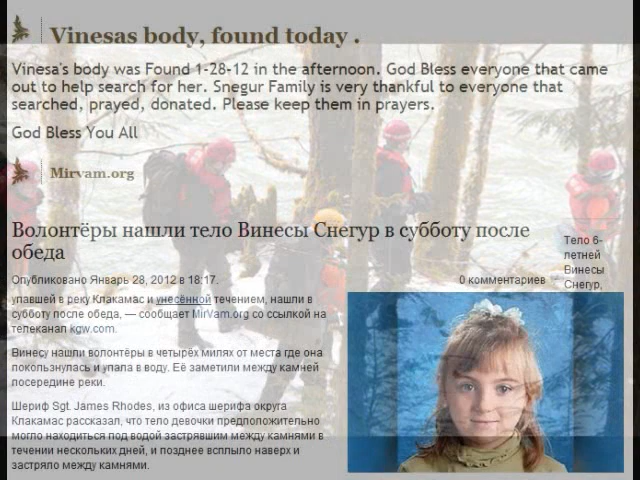 Vinesas body, found today .
Vinesa's body was Found 1-28-12 in the afternoon. God Bless everyone that came
out to help search for her. Snegur Family is very thankful to everyone that
searched, prayed, donated. Please keep them in prayers.
God Bless You All
Mirvam.org
Волонтёры нашли тело Винесы Снегур в субботу после
обеда
Опубликовано Январь 28, 2012 в 18:17.
0 комментариев
Тело 6-
летней
Винесы
Снегур,
упавшей в реку Клакамас и унесённой течением, нашли в
субботу после обеда, — сообщает MirVam.org со ссылкой на
телеканал kgw.com.
Винесу нашли волонтёры в четырёх милях от места где она
покользнулась и упала в воду. Её заметили между камней
посередине реки.
Шериф Sgt. James Rhodes, из офиса шерифа округа
Клакамас рассказал, что тело девочки предположительно
могло находиться под водой застрявшим между камнями в
течении нескольких дней, и позднее всплыло наверх и
застряло между камнями.